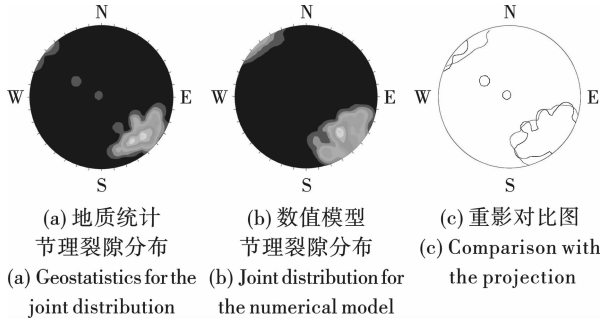 N
N
N
W
E
W
E
W
E
S
S
S
(a) 地质统计
节理裂隙分布
(a) Geostatistics for the
joint distribution
(b) 数值模型
节理裂隙分布
(b) Joint distribution for
the numerical model
(c) 重影对比图
(c) Comparison with
the projection